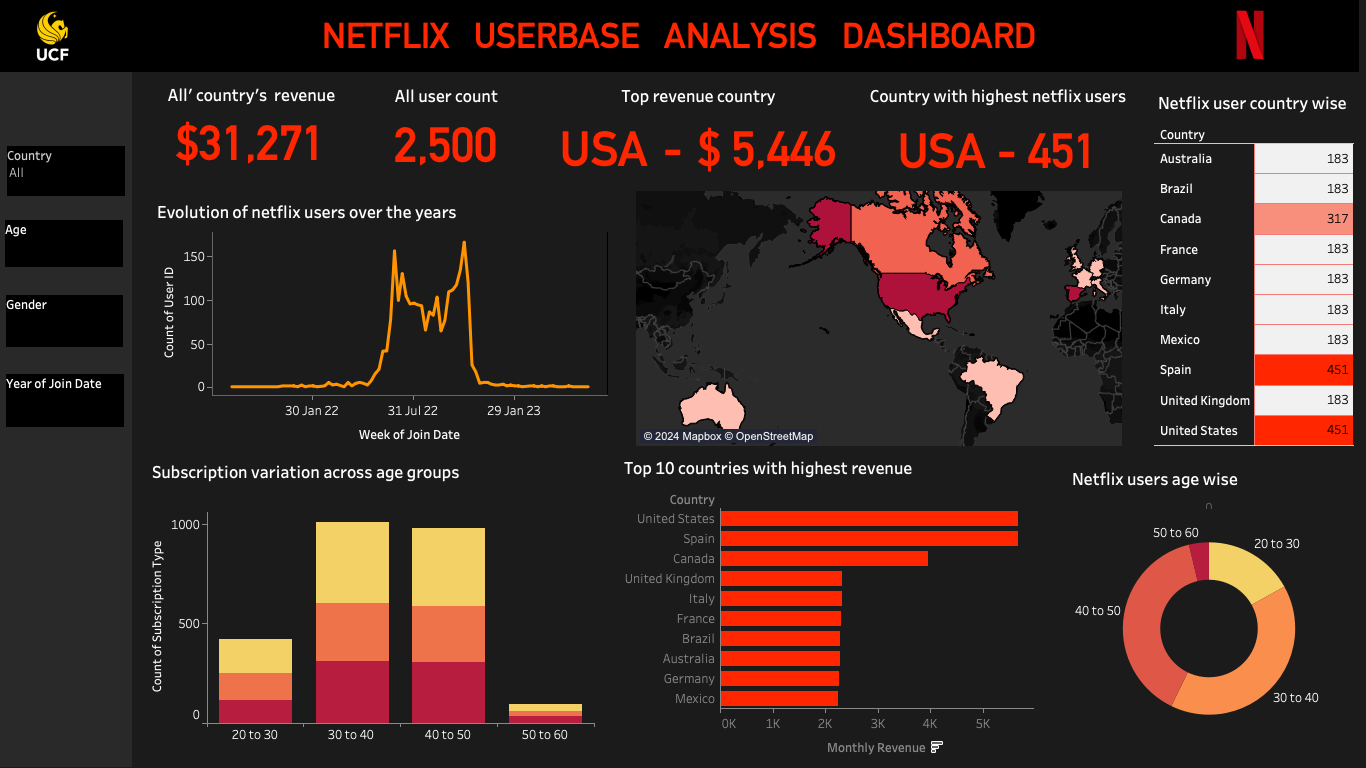 UCF
NETFLIX USERBASE ANALYSIS DASHBOARD
N
All’ country’s revenue
$31,271
All user count
2,500
Top revenue country
USA - $ 5,446
Country with highest netflix users
USA - 451
Country
All
Age
Gender
Year of Join Date
Netflix user country wise
Country
Australia 183
Brazil 183
Canada 317
France 183
Germany 183
Italy 183
Mexico 183
Spain 451
United Kingdom 183
United States 451
Evolution of netflix users over the years
Count of User ID
150
100
50
0
30 Jan 22
31 Jul 22
29 Jan 23
Week of Join Date
© 2024 Mapbox © OpenStreetMap
Subscription variation across age groups
Count of Subscription Type
1000
500
0
20 to 30
30 to 40
40 to 50
50 to 60
Top 10 countries with highest revenue
Country
United States
Spain
Canada
United Kingdom
Italy
France
Brazil
Australia
Germany
Mexico
0K
1K
2K
3K
4K
5K
Monthly Revenue
Netflix users age wise
50 to 60
20 to 30
40 to 50
30 to 40